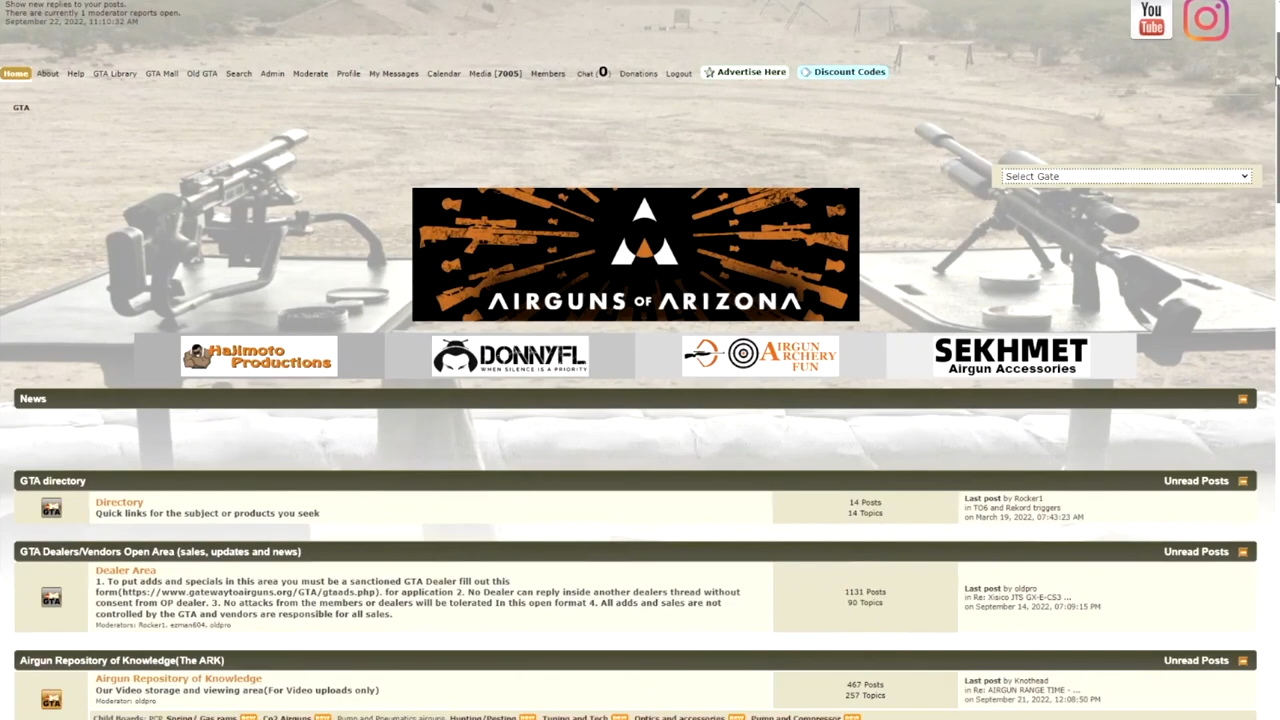 Show new replies to your posts.
There are currently 1 moderator reports open.
September 22, 2022, 11:10:32 AM
You
Tube
Home About Help GTA Library GTA Mall Old GTA Search Admin Moderate Profile My Messages Calendar Media [7005] Members Chat (0) Donations Logout Advertise Here Discount Codes
GTA
Select Gate
AIRGUNS OF ARIZONA
Hajimoto
Productions
DONNYFL
WHEN SILENCE IS A PRIORITY
AIRGUN
ARCHERY
FUN
SEKHMET
Airgun Accessories
News
GTA directory Unread Posts
GTA
Directory
Quick links for the subject or products you seek
14 Posts
14 Topics
Last post by Rocker1
in TO6 and Rekord triggers
on March 19, 2022, 07:43:23 AM
GTA Dealers/Vendors Open Area (sales, updates and news) Unread Posts
GTA
Dealer Area
1. To put adds and specials in this area you must be a sanctioned GTA Dealer fill out this
form(https://www.gatewaytoairguns.org/GTA/gtaads.php). for application 2. No Dealer can reply inside another dealers thread without
consent from OP dealer. 3. No attacks from the members or dealers will be tolerated In this open format 4. All adds and sales are not
controlled by the GTA and vendors are responsible for all sales.
Moderators: Rocker1, ezman604, oldpro
1131 Posts
90 Topics
Last post by oldpro
in Re: Xisico JTS GX-E-CS3 ...
on September 14, 2022, 07:09:15 PM
Airgun Repository of Knowledge(The ARK) Unread Posts
GTA
Airgun Repository of Knowledge
Our Video storage and viewing area(For Video uploads only)
Moderator: oldpro
467 Posts
257 Topics
Last post by Knothead
in Re: AIRGUN RANGE TIME - ...
on September 21, 2022, 12:08:50 PM
Child Boards: PCP, Spring/ Gas rams new, Co2 Airguns new, Pump and Pneumatics airguns, Hunting/Pesting new, Tuning and Tech new, Optics and accessories new, Pump and Compressor new